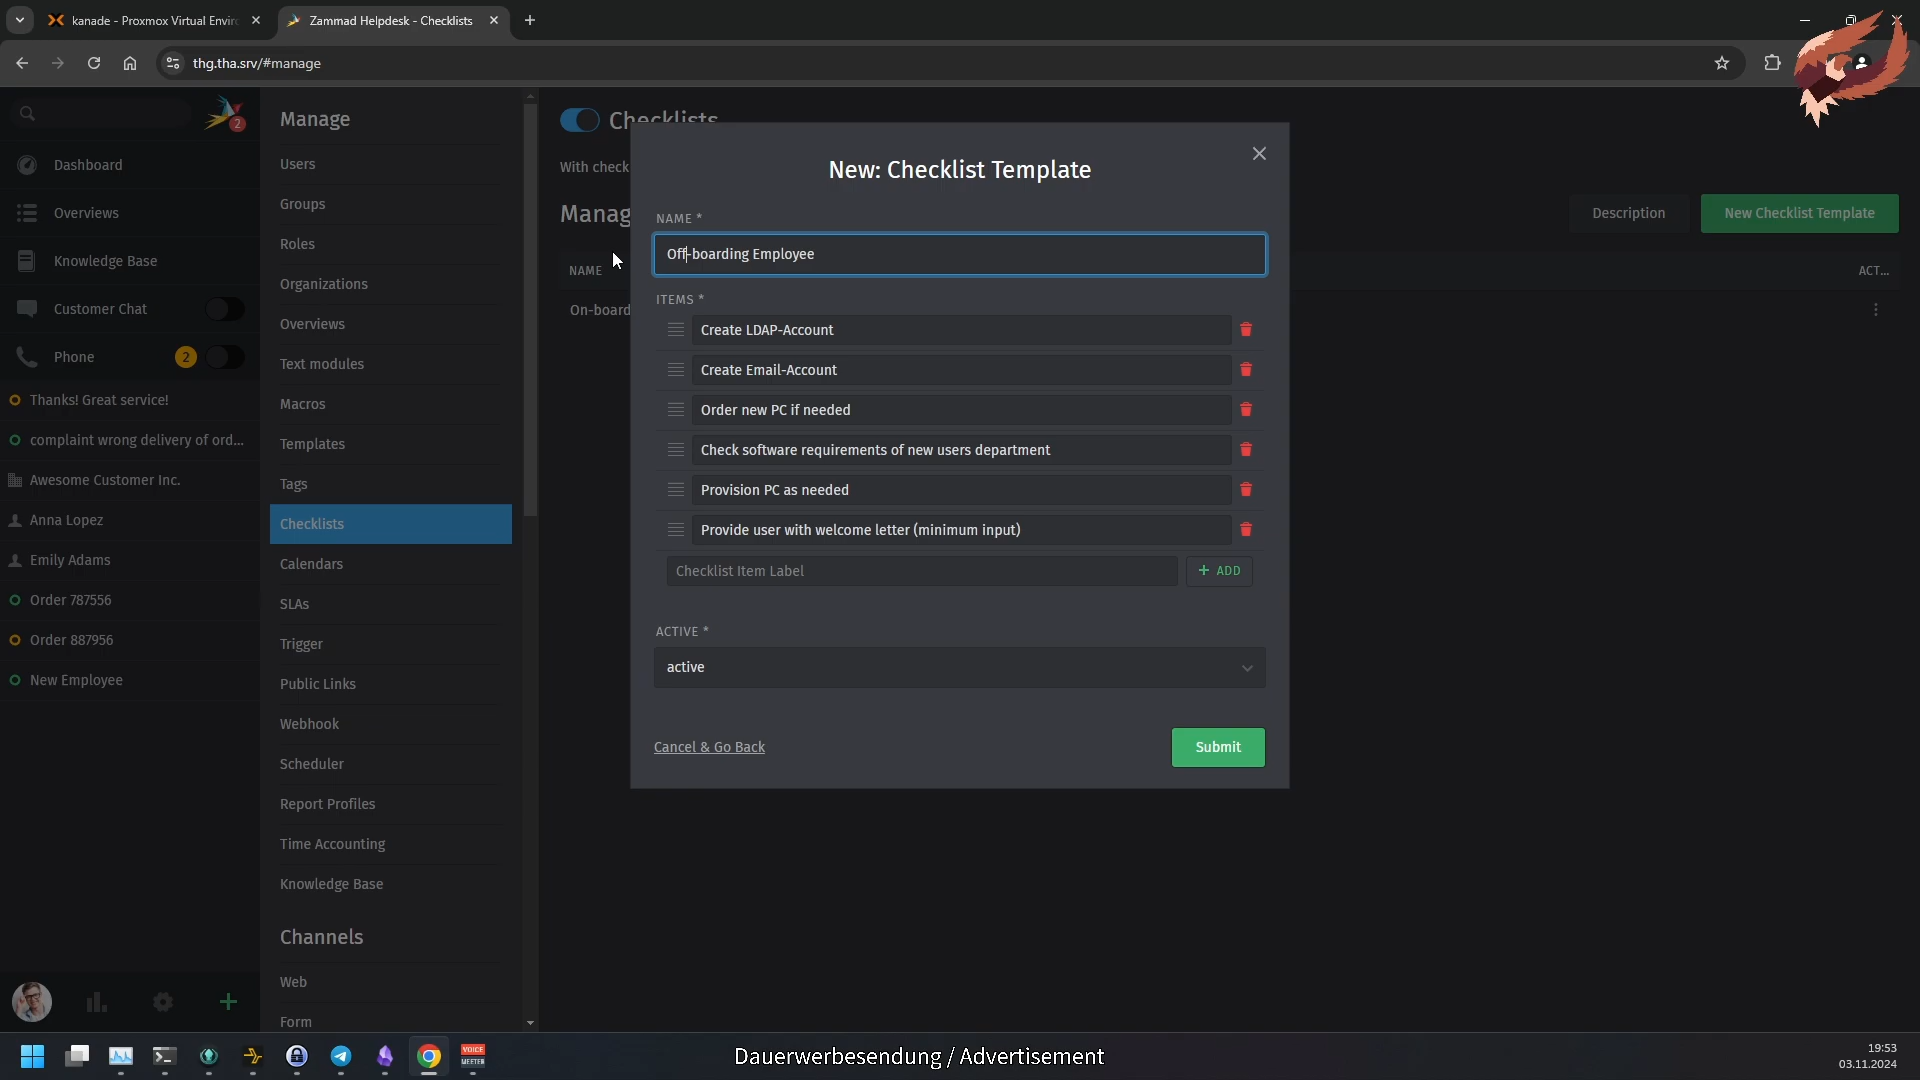 kanade - Proxmox Virtual Enviro
Zammad Helpdesk - Checklists
thg.tha.srv/#manage
2
Dashboard
Overviews
Knowledge Base
Customer Chat
Phone
2
Thanks! Great service!
complaint wrong delivery of ord...
Awesome Customer Inc.
Anna Lopez
Emily Adams
Order 787556
Order 887956
New Employee
Manage
Users
Groups
Roles
Organizations
Overviews
Text modules
Macros
Templates
Tags
Checklists
Calendars
SLAs
Trigger
Public Links
Webhook
Scheduler
Report Profiles
Time Accounting
Knowledge Base
Channels
Web
Form
Checklists
With check
Manag
Description
New Checklist Template
NAME
ACT...
On-board
New: Checklist Template
NAME *
Off-boarding Employee
ITEMS *
Create LDAP-Account
Create Email-Account
Order new PC if needed
Check software requirements of new users department
Provision PC as needed
Provide user with welcome letter (minimum input)
Checklist Item Label
+ ADD
ACTIVE *
active
Cancel & Go Back
Submit
VOICE
MEETER
Dauerwerbesendung / Advertisement
19:53
03.11.2024